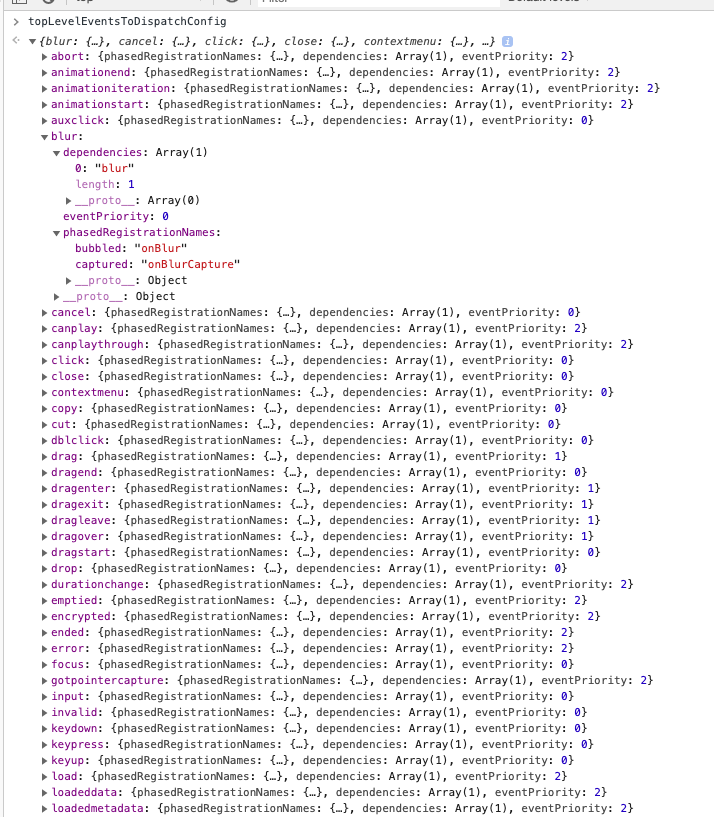 > topLevelEventsToDispatchConfig
{blur: {…}, cancel: {…}, click: {…}, close: {…}, contextmenu: {…}, …} i
abort: {phasedRegistrationNames: {…}, dependencies: Array(1), eventPriority: 2}
animationend: {phasedRegistrationNames: {…}, dependencies: Array(1), eventPriority: 2}
animationiteration: {phasedRegistrationNames: {…}, dependencies: Array(1), eventPriority: 2}
animationstart: {phasedRegistrationNames: {…}, dependencies: Array(1), eventPriority: 2}
auxclick: {phasedRegistrationNames: {…}, dependencies: Array(1), eventPriority: 0}
blur:
dependencies: Array(1)
0: "blur"
length: 1
__proto__: Array(0)
eventPriority: 0
phasedRegistrationNames:
bubbled: "onBlur"
captured: "onBlurCapture"
__proto__: Object
__proto__: Object
cancel: {phasedRegistrationNames: {…}, dependencies: Array(1), eventPriority: 0}
canplay: {phasedRegistrationNames: {…}, dependencies: Array(1), eventPriority: 2}
canplaythrough: {phasedRegistrationNames: {…}, dependencies: Array(1), eventPriority: 2}
click: {phasedRegistrationNames: {…}, dependencies: Array(1), eventPriority: 0}
close: {phasedRegistrationNames: {…}, dependencies: Array(1), eventPriority: 0}
contextmenu: {phasedRegistrationNames: {…}, dependencies: Array(1), eventPriority: 0}
copy: {phasedRegistrationNames: {…}, dependencies: Array(1), eventPriority: 0}
cut: {phasedRegistrationNames: {…}, dependencies: Array(1), eventPriority: 0}
dblclick: {phasedRegistrationNames: {…}, dependencies: Array(1), eventPriority: 0}
drag: {phasedRegistrationNames: {…}, dependencies: Array(1), eventPriority: 1}
dragend: {phasedRegistrationNames: {…}, dependencies: Array(1), eventPriority: 0}
dragenter: {phasedRegistrationNames: {…}, dependencies: Array(1), eventPriority: 1}
dragexit: {phasedRegistrationNames: {…}, dependencies: Array(1), eventPriority: 1}
dragleave: {phasedRegistrationNames: {…}, dependencies: Array(1), eventPriority: 1}
dragover: {phasedRegistrationNames: {…}, dependencies: Array(1), eventPriority: 1}
dragstart: {phasedRegistrationNames: {…}, dependencies: Array(1), eventPriority: 0}
drop: {phasedRegistrationNames: {…}, dependencies: Array(1), eventPriority: 0}
durationchange: {phasedRegistrationNames: {…}, dependencies: Array(1), eventPriority: 2}
emptied: {phasedRegistrationNames: {…}, dependencies: Array(1), eventPriority: 2}
encrypted: {phasedRegistrationNames: {…}, dependencies: Array(1), eventPriority: 2}
ended: {phasedRegistrationNames: {…}, dependencies: Array(1), eventPriority: 2}
error: {phasedRegistrationNames: {…}, dependencies: Array(1), eventPriority: 2}
focus: {phasedRegistrationNames: {…}, dependencies: Array(1), eventPriority: 0}
gotpointercapture: {phasedRegistrationNames: {…}, dependencies: Array(1), eventPriority: 2}
input: {phasedRegistrationNames: {…}, dependencies: Array(1), eventPriority: 0}
invalid: {phasedRegistrationNames: {…}, dependencies: Array(1), eventPriority: 0}
keydown: {phasedRegistrationNames: {…}, dependencies: Array(1), eventPriority: 0}
keypress: {phasedRegistrationNames: {…}, dependencies: Array(1), eventPriority: 0}
keyup: {phasedRegistrationNames: {…}, dependencies: Array(1), eventPriority: 0}
load: {phasedRegistrationNames: {…}, dependencies: Array(1), eventPriority: 2}
loadeddata: {phasedRegistrationNames: {…}, dependencies: Array(1), eventPriority: 2}
loadedmetadata: {phasedRegistrationNames: {…}, dependencies: Array(1), eventPriority: 2}